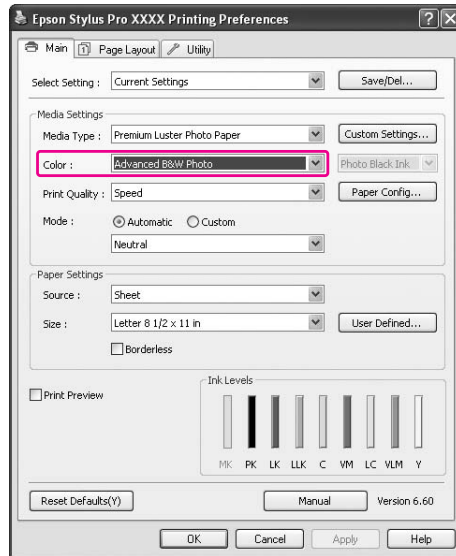 Epson Stylus Pro XXXX Printing Preferences
Main Page Layout Utility
Select Setting : Current Settings Save/Del...
Media Settings
Media Type : Premium Luster Photo Paper Custom Settings...
Color : Advanced B&W Photo Photo Black Ink
Print Quality : Speed Paper Config...
Mode : Automatic Custom
Neutral
Paper Settings
Source : Sheet
Size : Letter 8 1/2 x 11 in User Defined...
Borderless
Print Preview
Ink Levels
MK PK LK LLK C VM LC VLM Y
Reset Defaults(Y) Manual Version 6.60
OK Cancel Apply Help